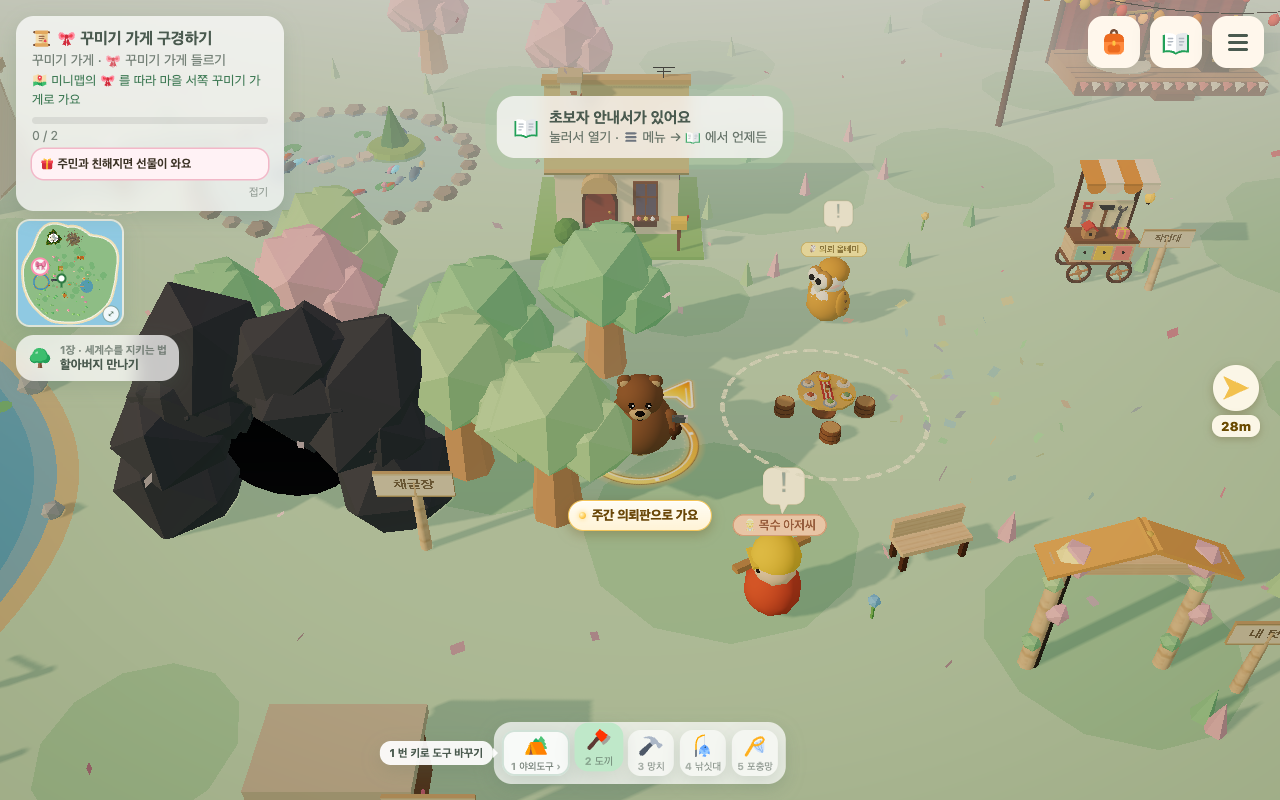 꾸미기 가게 구경하기
꾸미기 가게 · 꾸미기 가게 들르기
미니맵의 를 따라 마을 서쪽 꾸미기 가
게로 가요
0 / 2
주민과 친해지면 선물이 와요
접기
초보자 안내서가 있어요
눌러서 열기 · 메뉴 → 에서 언제든
1장 · 세계수를 지키는 법
할아버지 만나기
의뢰 올빼미
작업대
28m
채굴장
주간 의뢰판으로 가요
목수 아저씨
내 텃
1 번 키로 도구 바꾸기
1 야외도구 ›
2 도끼
3 망치
4 낚싯대
5 포충망